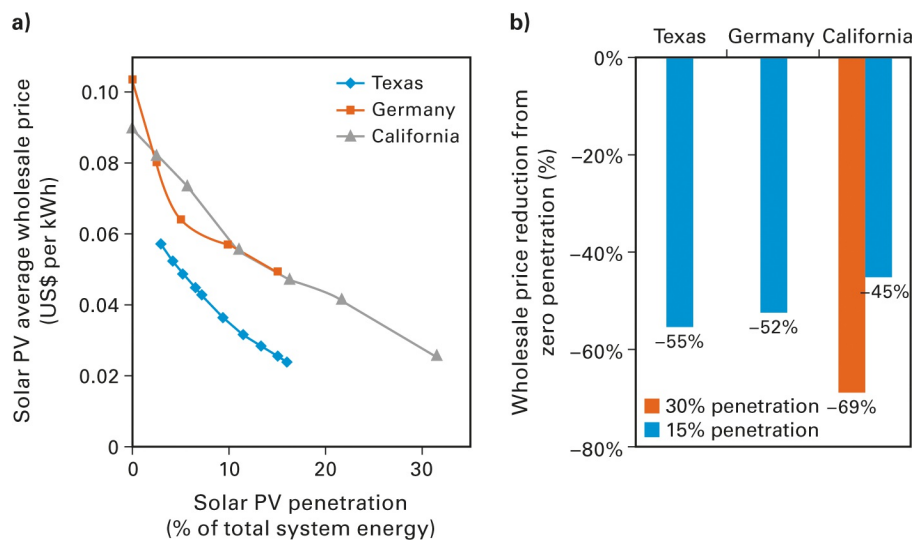 a)
Solar PV average wholesale price
(US$ per kWh)
0.10
0.08
0.06
0.04
0.02
0
Texas
Germany
California
0
10
20
30
Solar PV penetration
(% of total system energy)
b)
Texas
Germany
California
Wholesale price reduction from
zero penetration (%)
0%
−20%
−40%
−60%
−80%
−55%
−52%
−69%
−45%
30% penetration
15% penetration